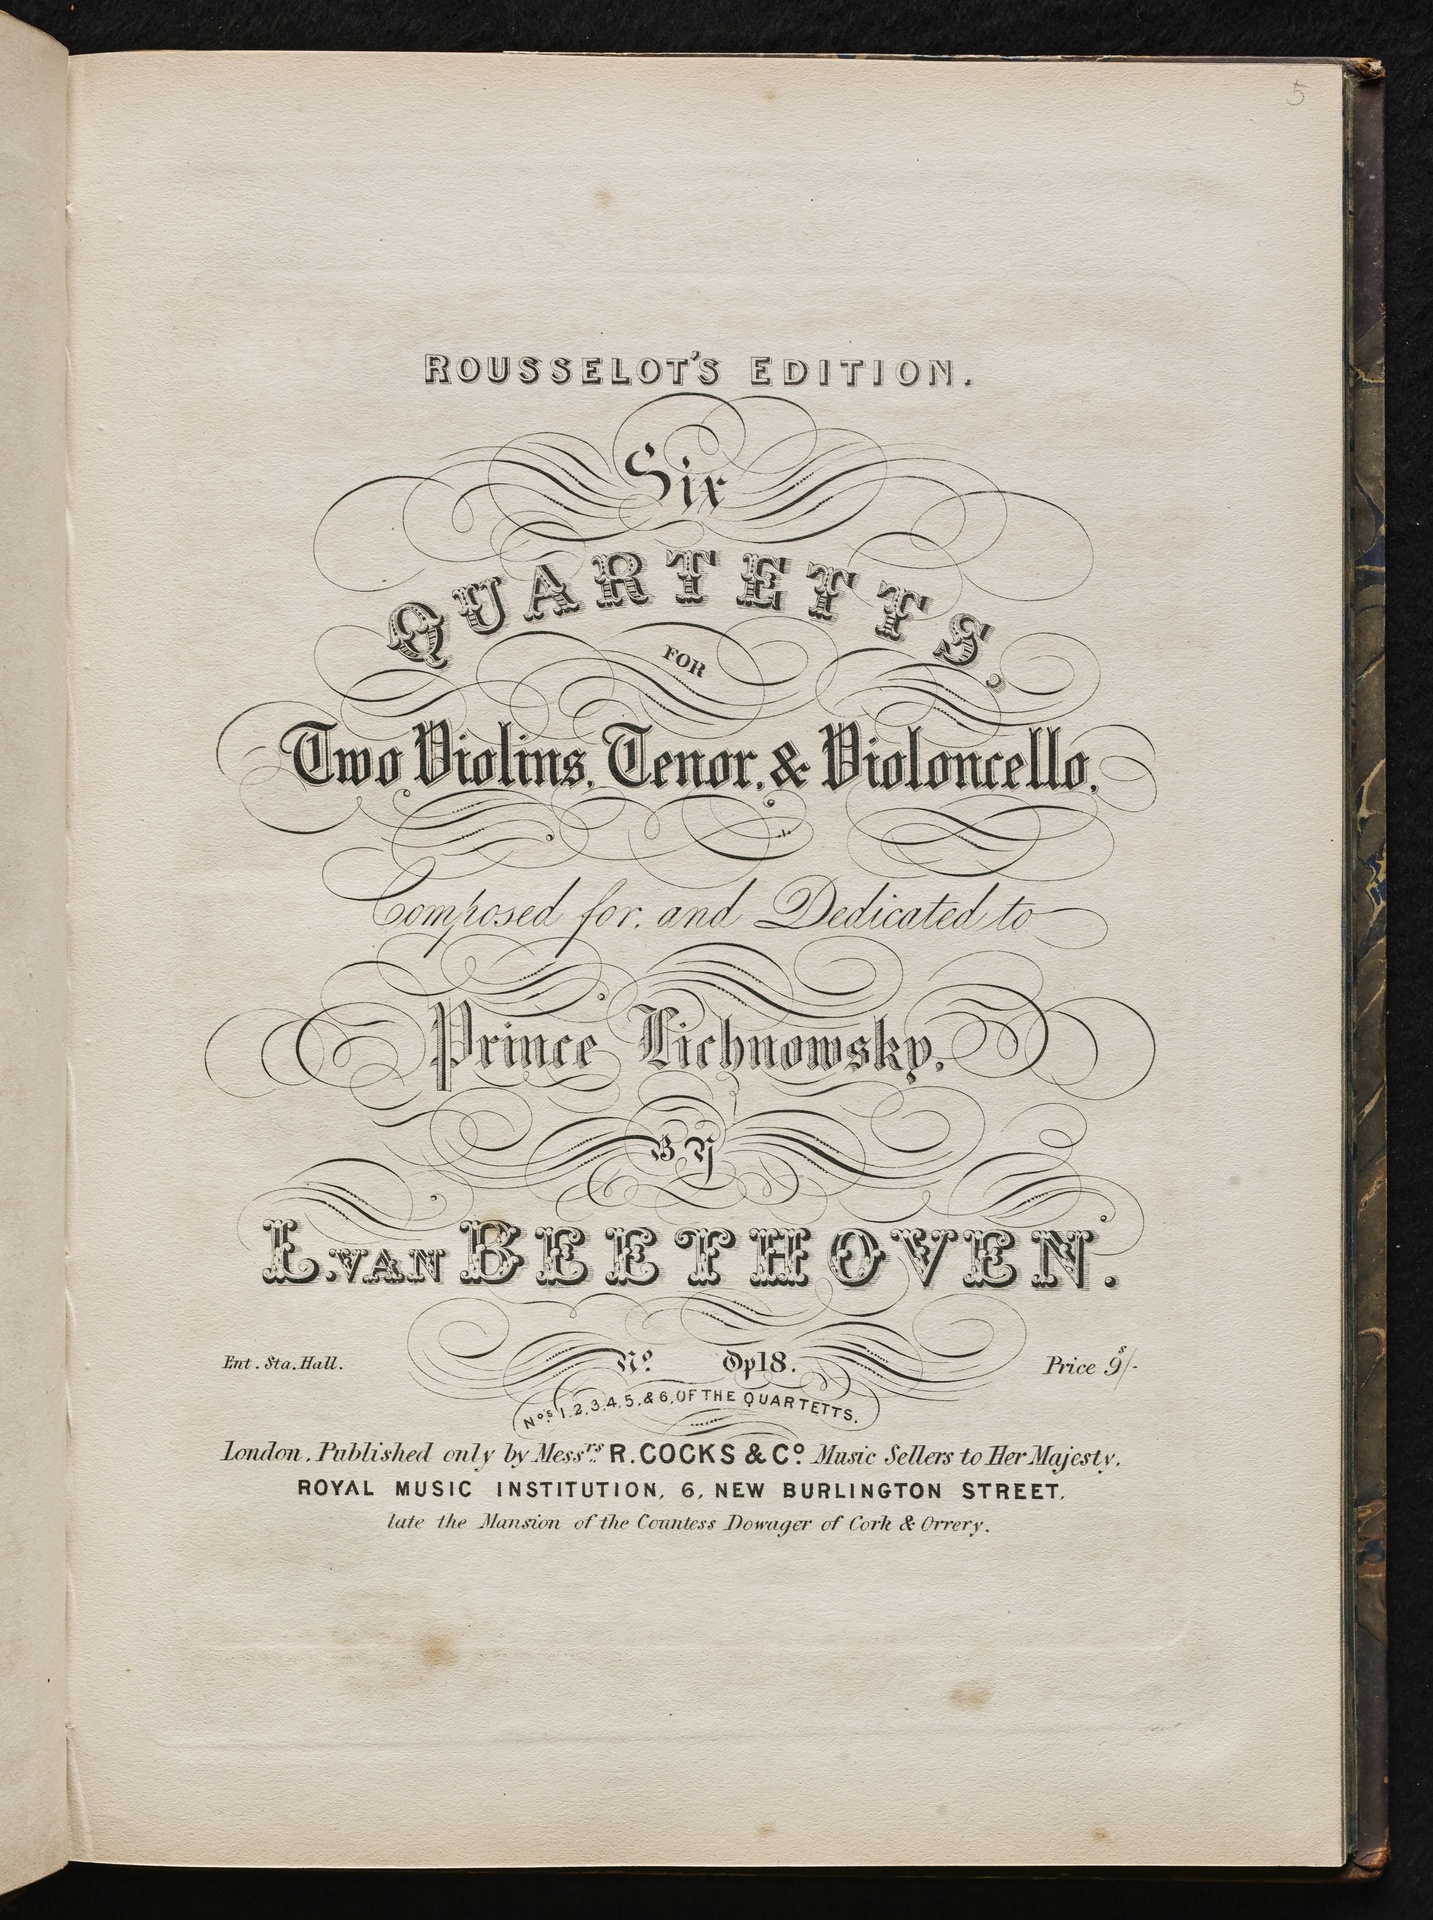 5
ROUSSELOT'S EDITION.
Six
QUARTETTS,
FOR
Two Violins, Tenor, & Violoncello,
Composed for, and Dedicated to
Prince Lichnowsky,
BY
L. VAN BEETHOVEN.
Ent. Sta. Hall. No. Op 18. Price 9s/-
Nos. 1, 2, 3, 4, 5, & 6, OF THE QUARTETTS.
London, Published only by Messrs. R. COCKS & Co. Music Sellers to Her Majesty,
ROYAL MUSIC INSTITUTION, 6, NEW BURLINGTON STREET,
late the Mansion of the Countess Dowager of Cork & Orrery.